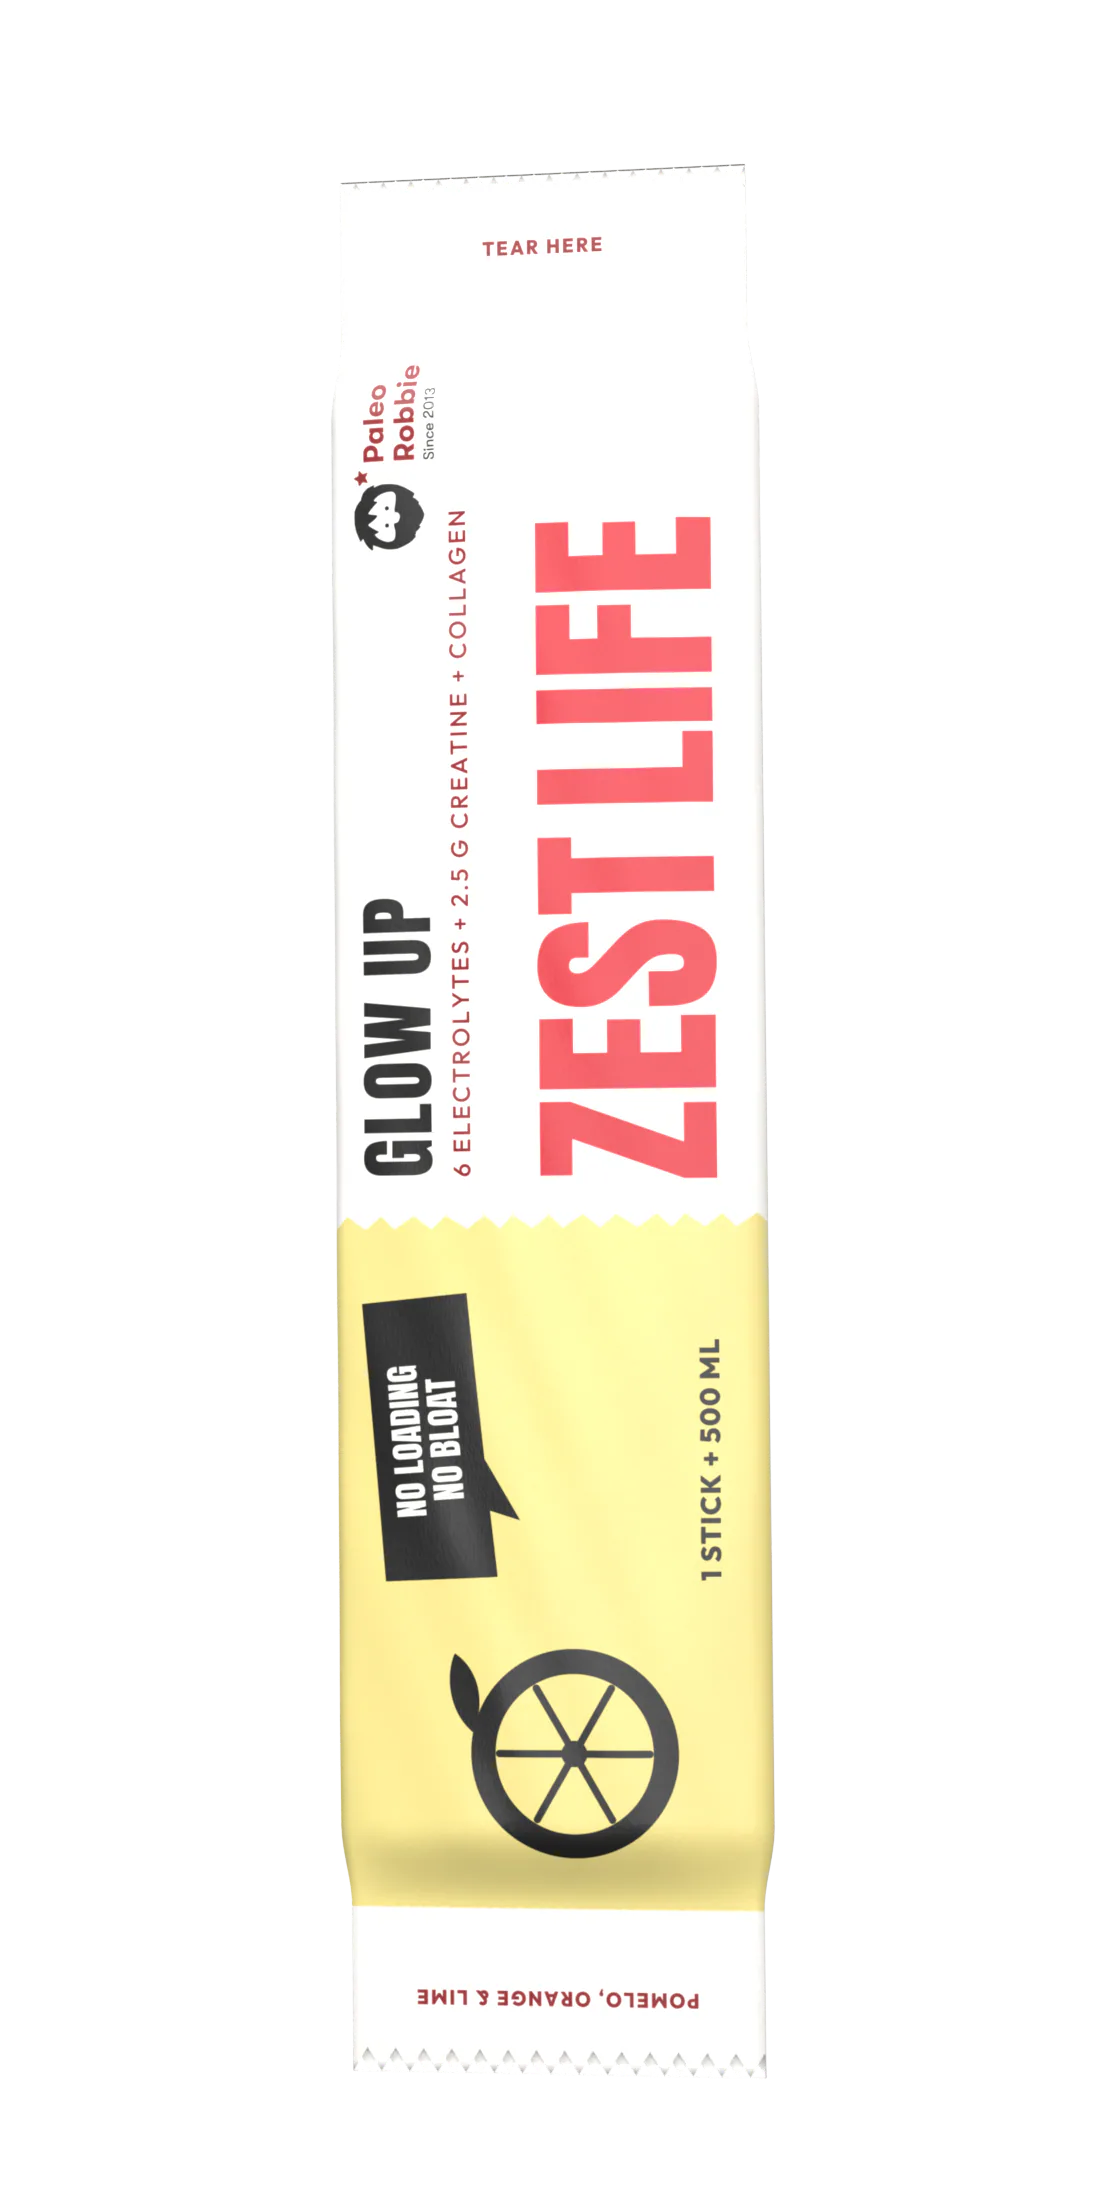 TEAR HERE
Paleo
Robbie
Since 2013
GLOW UP
6 ELECTROLYTES + 2.5 G CREATINE + COLLAGEN
ZEST LIFE
NO LOADING
NO BLOAT
1 STICK + 500 ML
POMELO, ORANGE & LIME